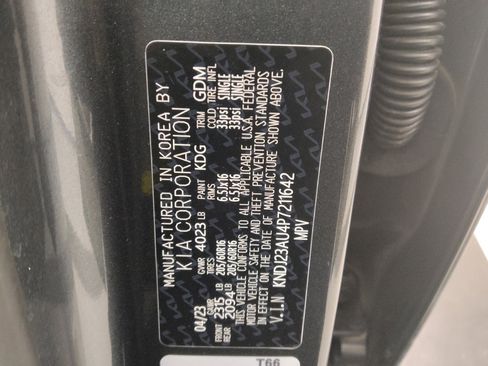 MANUFACTURED IN KOREA BY
KIA CORPORATION
04/23 GVWR 4023 LB PAINT KDG TRIM GDM
GAWR RIMS COLD TIRE INFL
FRONT 2315 LB 205/60R16 6.5JX16 33psi SINGLE
REAR 2094 LB 205/60R16 6.5JX16 33psi SINGLE
THIS VEHICLE CONFORMS TO ALL APPLICABLE U.S.A. FEDERAL
MOTOR VEHICLE SAFETY AND THEFT PREVENTION STANDARDS
IN EFFECT ON THE DATE OF MANUFACTURE SHOWN ABOVE.
V.I.N KNDJ23AU4P7211642
MPV
T66